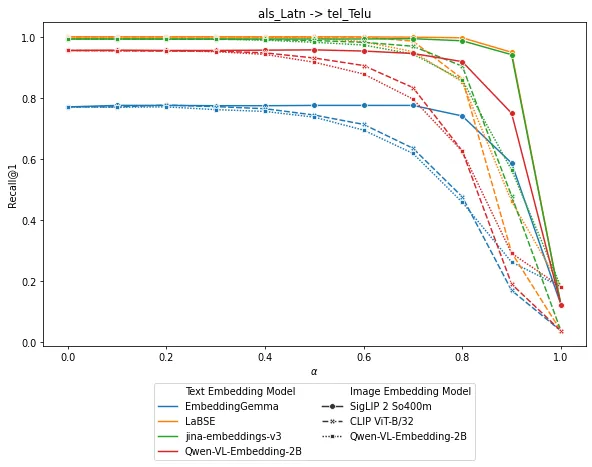 als_Latn -> tel_Telu
Recall@1
1.0
0.8
0.6
0.4
0.2
0.0
0.0 0.2 0.4 0.6 0.8 1.0
α
Text Embedding Model Image Embedding Model
EmbeddingGemma SigLIP 2 So400m
LaBSE CLIP ViT-B/32
jina-embeddings-v3 Qwen-VL-Embedding-2B
Qwen-VL-Embedding-2B